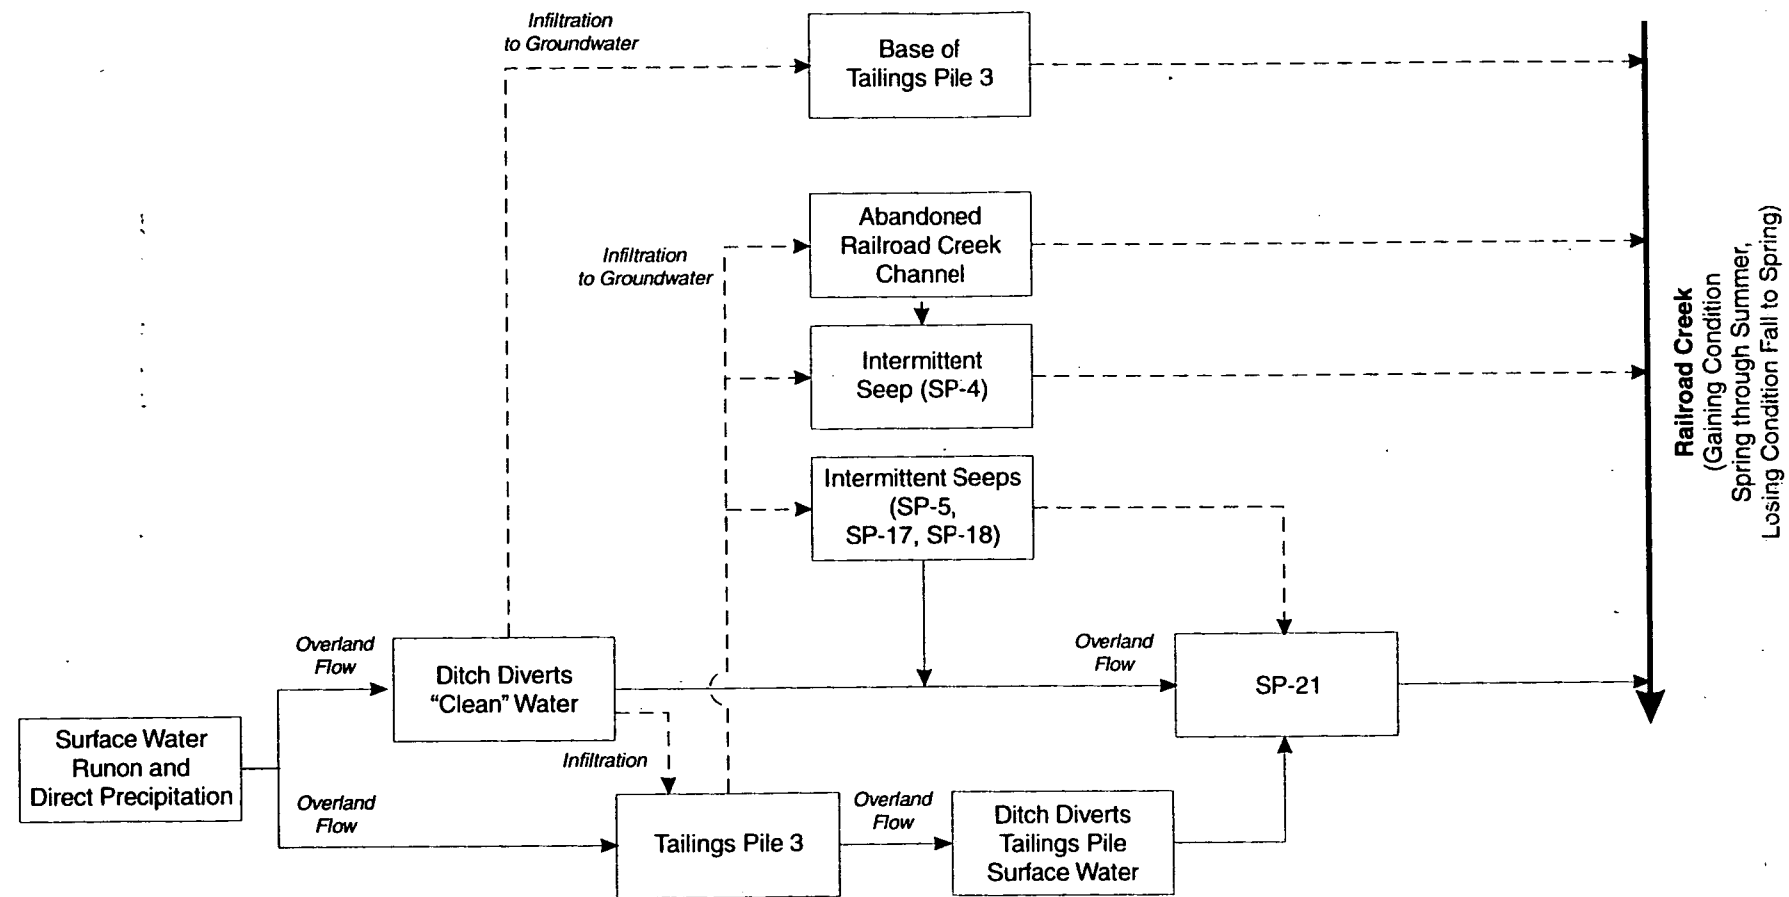 Infiltration
to Groundwater
Base of
Tailings Pile 3
Abandoned
Railroad Creek
Channel
Infiltration
to Groundwater
Intermittent
Seep (SP-4)
Intermittent Seeps
(SP-5,
SP-17, SP-18)
Railroad Creek
(Gaining Condition
Spring through Summer,
Losing Condition Fall to Spring)
Overland
Flow
Ditch Diverts
"Clean" Water
Overland
Flow
SP-21
Surface Water
Runon and
Direct Precipitation
Infiltration
Overland
Flow
Tailings Pile 3
Overland
Flow
Ditch Diverts
Tailings Pile
Surface Water